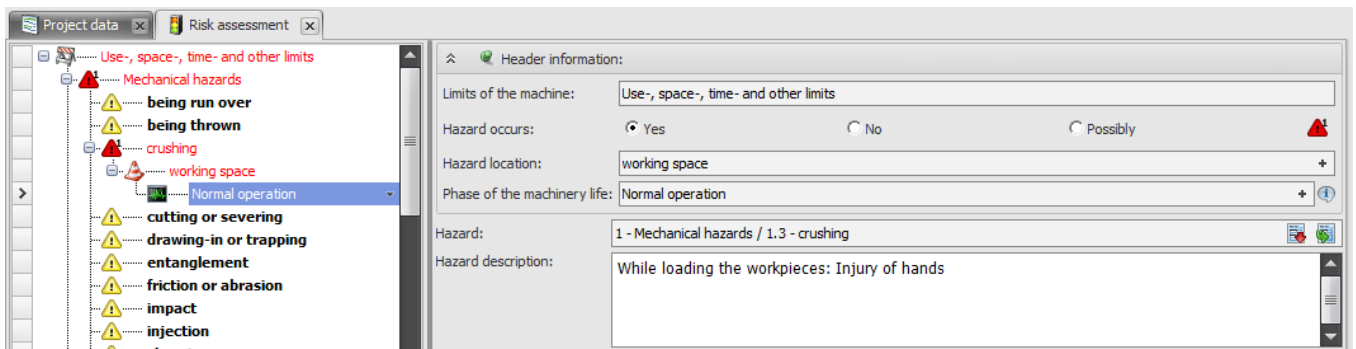 Project data
Risk assessment
Use-, space-, time- and other limits
Mechanical hazards
being run over
being thrown
crushing
working space
Normal operation
cutting or severing
drawing-in or trapping
entanglement
friction or abrasion
impact
injection
Header information:
Limits of the machine: Use-, space-, time- and other limits
Hazard occurs: Yes No Possibly
Hazard location: working space
Phase of the machinery life: Normal operation
Hazard: 1 - Mechanical hazards / 1.3 - crushing
Hazard description: While loading the workpieces: Injury of hands